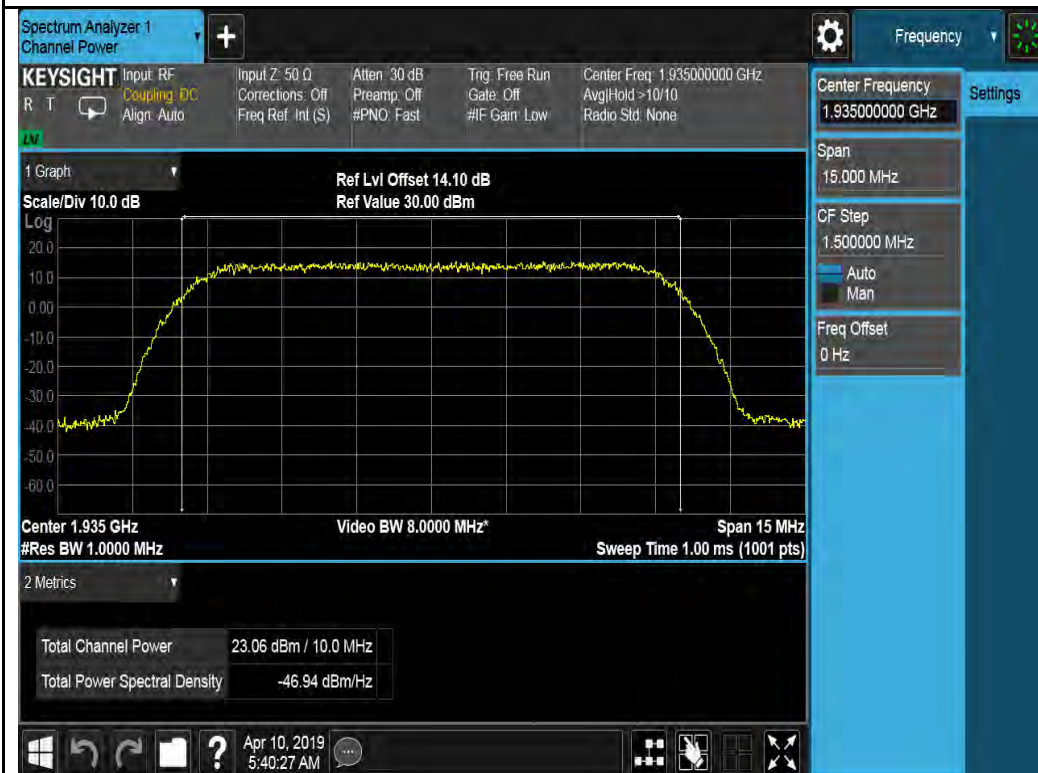 Spectrum Analyzer 1
Channel Power
Frequency
KEYSIGHT
R T
LXI
Input: RF
Coupling: DC
Align: Auto
Input Z: 50 Ω
Corrections: Off
Freq Ref: Int (S)
Atten: 30 dB
Preamp: Off
#PNO: Fast
Trig: Free Run
Gate: Off
#IF Gain: Low
Center Freq: 1.935000000 GHz
Avg|Hold >10/10
Radio Std: None
Center Frequency
1.935000000 GHz
Settings
Span
15.000 MHz
CF Step
1.500000 MHz
Auto
Man
Freq Offset
0 Hz
1 Graph
Scale/Div 10.0 dB
Ref Lvl Offset 14.10 dB
Ref Value 30.00 dBm
Log
20.0
10.0
0.00
-10.0
-20.0
-30.0
-40.0
-50.0
-60.0
Center 1.935 GHz
#Res BW 1.0000 MHz
Video BW 8.0000 MHz*
Span 15 MHz
Sweep Time 1.00 ms (1001 pts)
2 Metrics
Total Channel Power 23.06 dBm / 10.0 MHz
Total Power Spectral Density -46.94 dBm/Hz
?
Apr 10, 2019
5:40:27 AM